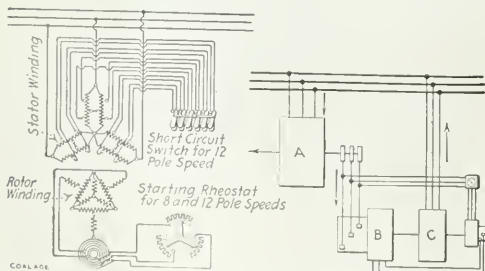 Stator Winding
Short Circuit
Switch for 12
Pole Speed
Rotor
Winding
Starting Rheostat
for 8 and 12 Pole Speeds
COAL AGE
A
B
C